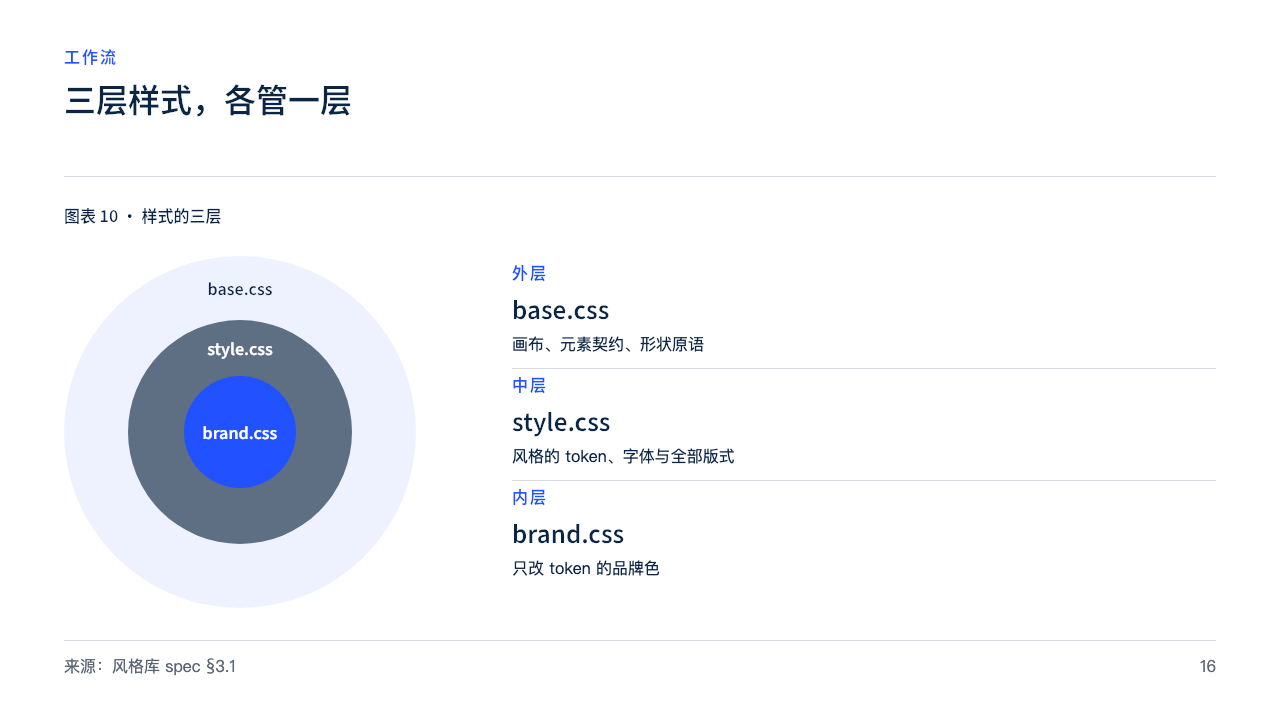 工作流
三层样式，各管一层
图表 10 · 样式的三层
base.css
style.css
brand.css
外层
base.css
画布、元素契约、形状原语
中层
style.css
风格的 token、字体与全部版式
内层
brand.css
只改 token 的品牌色
来源：风格库 spec §3.1
16